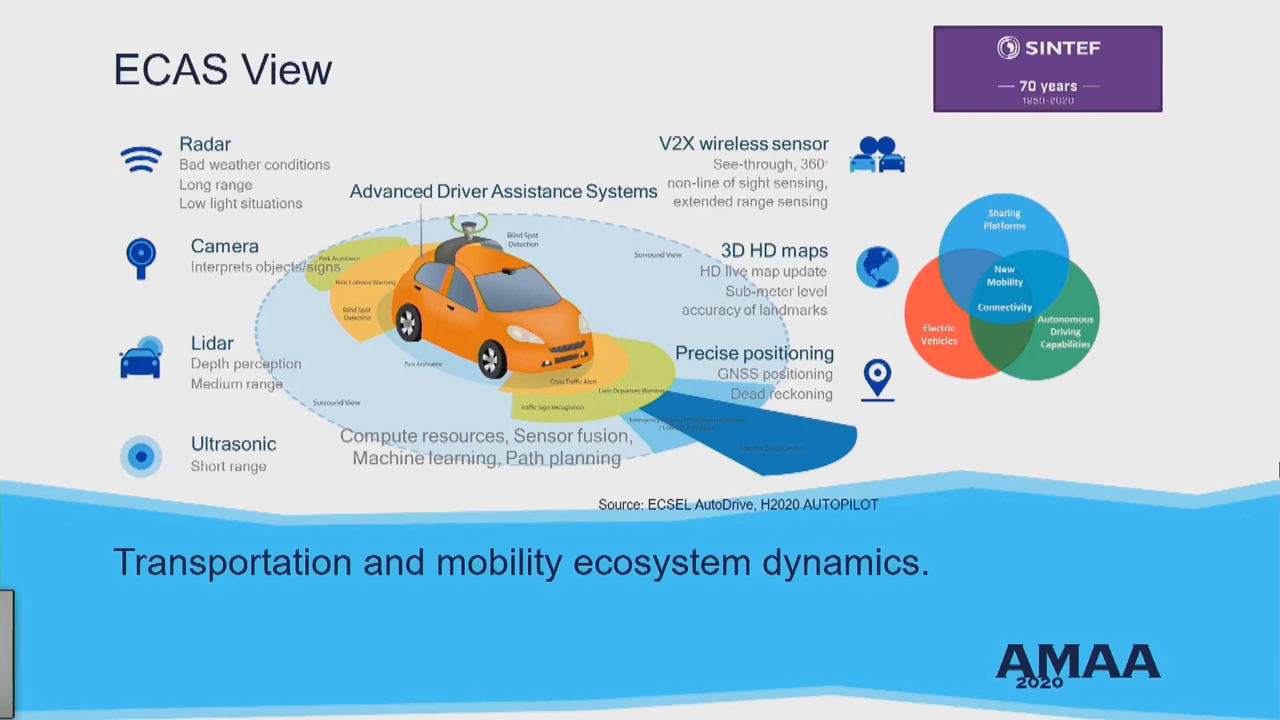 ECAS View
SINTEF
70 years
1950-2020
Radar
Bad weather conditions
Long range
Low light situations
Camera
Interprets objects/signs
Lidar
Depth perception
Medium range
Ultrasonic
Short range
Advanced Driver Assistance Systems
Blind Spot
Detection
Surround View
Park Assistance
Rear Collision Warning
Blind Spot
Detection
Park Assistance
Surround View
Cross Traffic Alert
Lane Departure Warning
Traffic Sign Recognition
Compute resources, Sensor fusion,
Machine learning, Path planning
V2X wireless sensor
See-through, 360°
non-line of sight sensing,
extended range sensing
3D HD maps
HD live map update
Sub-meter level
accuracy of landmarks
Precise positioning
GNSS positioning
Dead reckoning
Sharing
Platforms
New
Mobility
Connectivity
Electric
Vehicles
Autonomous
Driving
Capabilities
Source: ECSEL AutoDrive, H2020 AUTOPILOT
Transportation and mobility ecosystem dynamics.
AMAA
2020